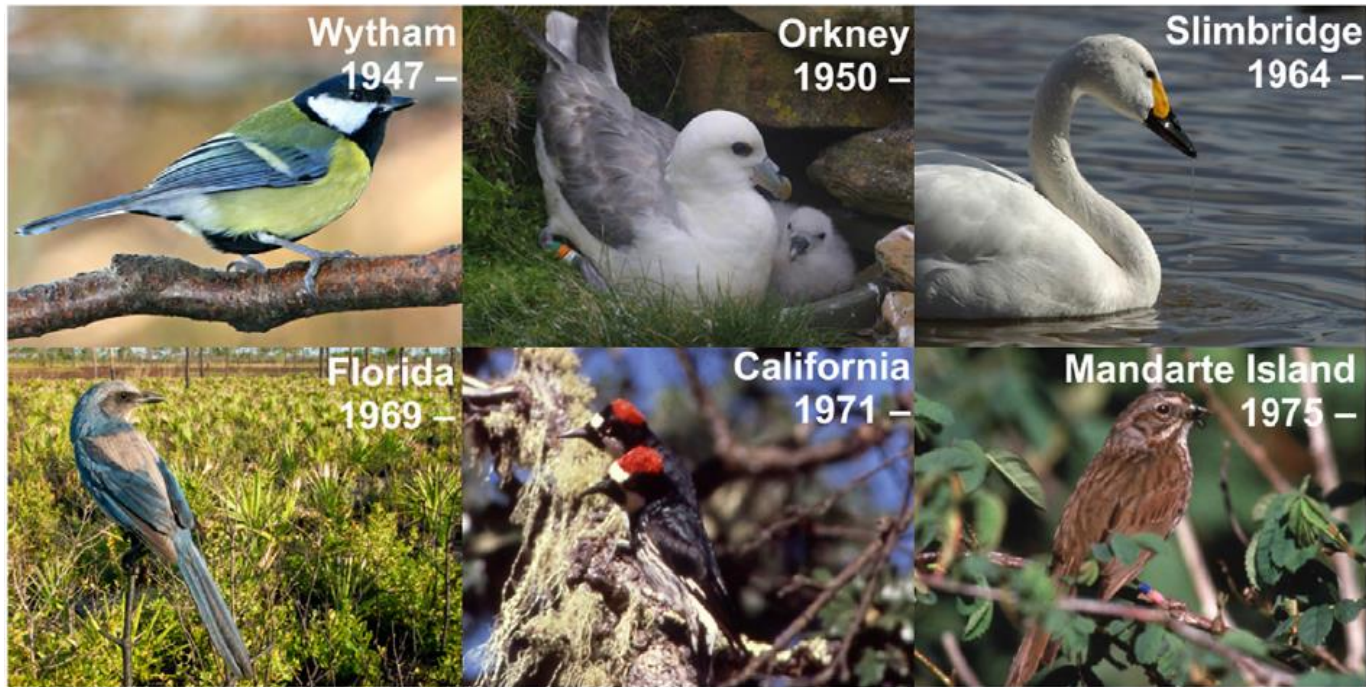 Wytham
1947 –
Orkney
1950 –
Slimbridge
1964 –
Florida
1969 –
California
1971 –
Mandarte Island
1975 –